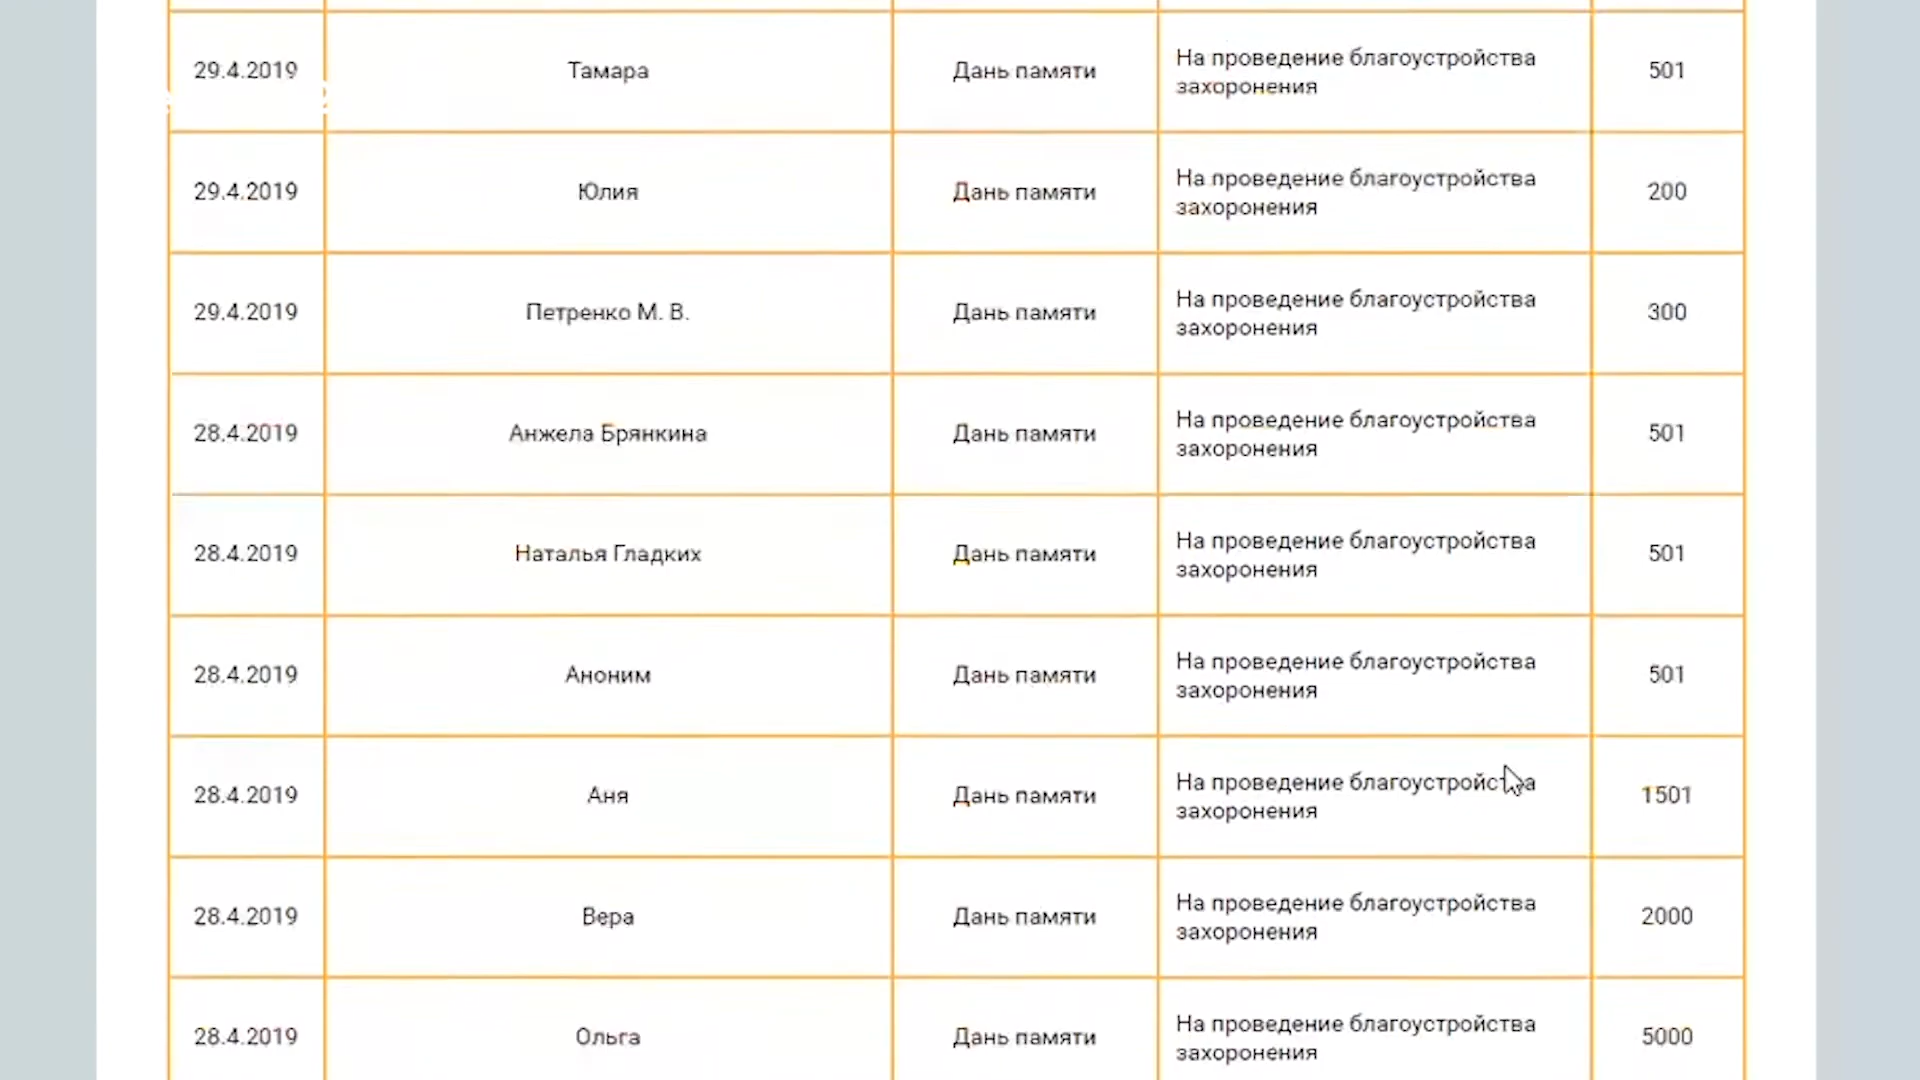 29.4.2019 Тамара Дань памяти На проведение благоустройства
захоронения 501
29.4.2019 Юлия Дань памяти На проведение благоустройства
захоронения 200
29.4.2019 Петренко М. В. Дань памяти На проведение благоустройства
захоронения 300
28.4.2019 Анжела Брянкина Дань памяти На проведение благоустройства
захоронения 501
28.4.2019 Наталья Гладких Дань памяти На проведение благоустройства
захоронения 501
28.4.2019 Аноним Дань памяти На проведение благоустройства
захоронения 501
28.4.2019 Аня Дань памяти На проведение благоустройства
захоронения 1501
28.4.2019 Вера Дань памяти На проведение благоустройства
захоронения 2000
28.4.2019 Ольга Дань памяти На проведение благоустройства
захоронения 5000